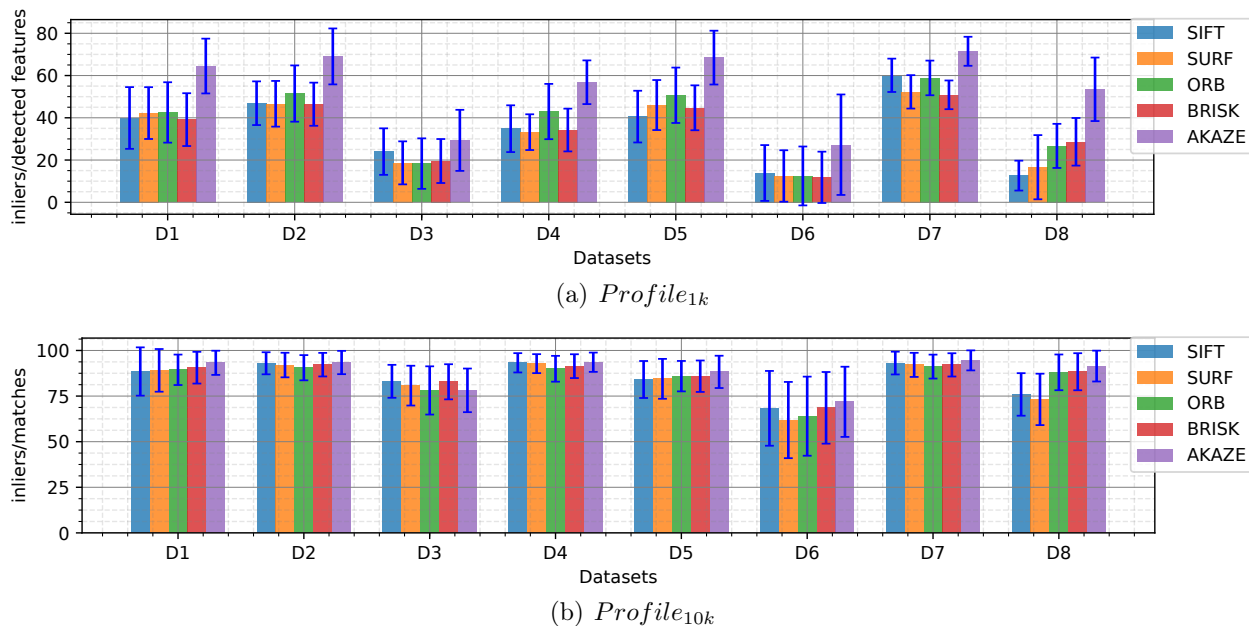 inliers/detected features
80
60
40
20
0
D1 D2 D3 D4 D5 D6 D7 D8
Datasets
SIFT
SURF
ORB
BRISK
AKAZE
(a) Profile1k
inliers/matches
100
75
50
25
0
D1 D2 D3 D4 D5 D6 D7 D8
Datasets
SIFT
SURF
ORB
BRISK
AKAZE
(b) Profile10k